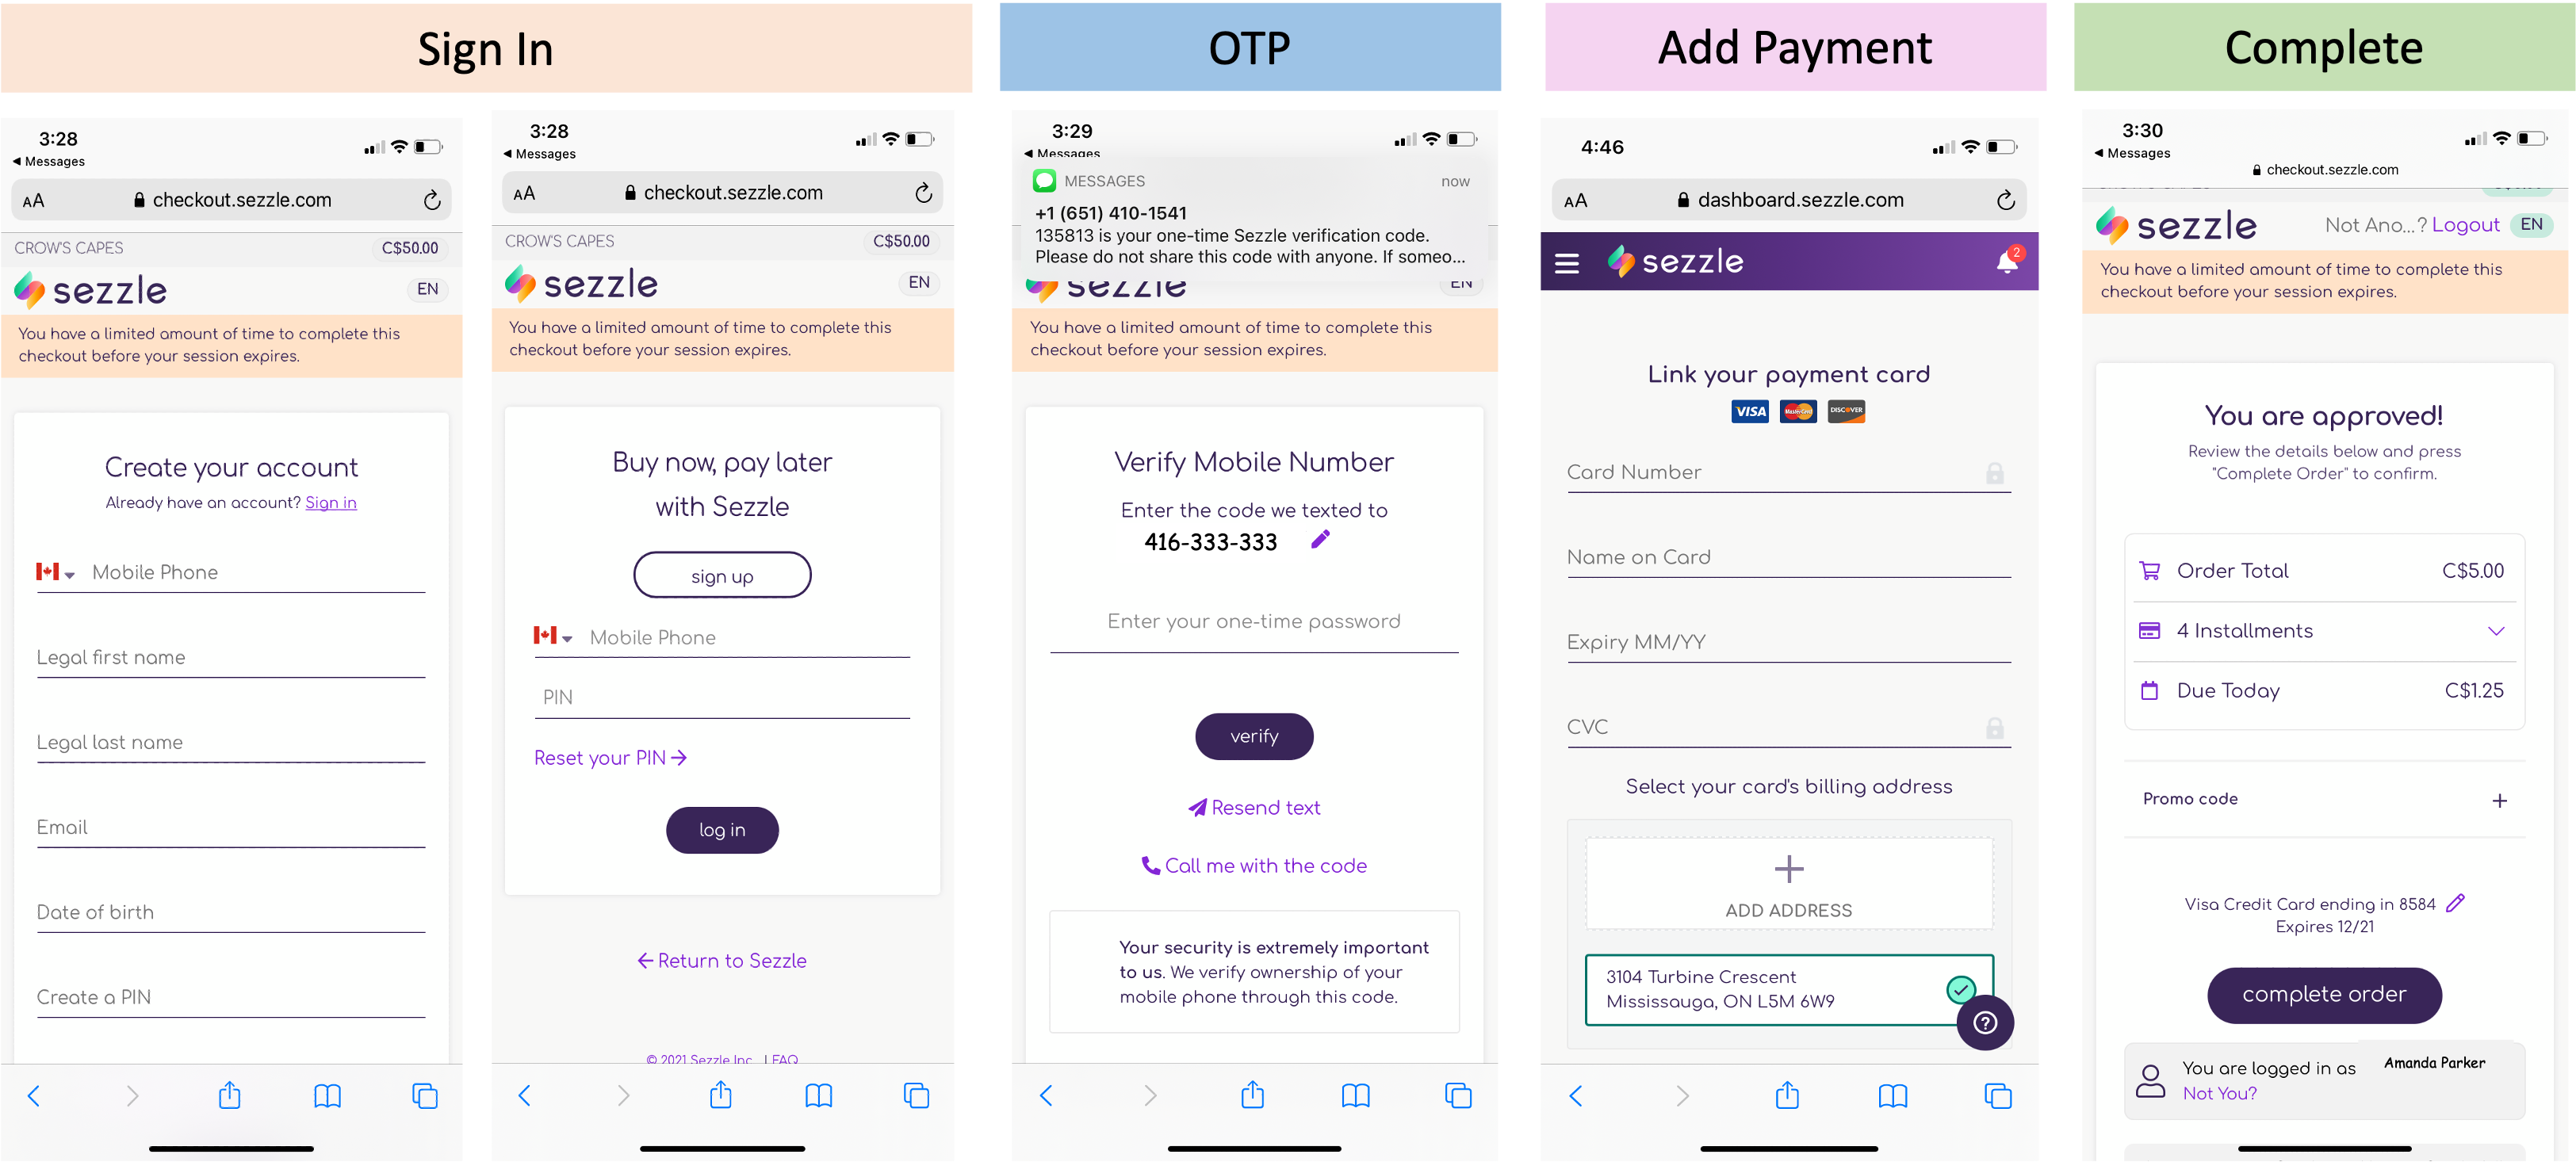 Sign In
3:28
Messages
AA checkout.sezzle.com
CROW'S CAPES C$50.00
sezzle EN
You have a limited amount of time to complete this
checkout before your session expires.
Create your account
Already have an account? Sign in
Mobile Phone
Legal first name
Legal last name
Email
Date of birth
Create a PIN
3:28
Messages
AA checkout.sezzle.com
CROW'S CAPES C$50.00
sezzle EN
You have a limited amount of time to complete this
checkout before your session expires.
Buy now, pay later
with Sezzle
sign up
Mobile Phone
PIN
Reset your PIN
log in
Return to Sezzle
© 2021 Sezzle Inc. | FAQ
OTP
3:29
Messages
MESSAGES now
+1 (651) 410-1541
135813 is your one-time Sezzle verification code.
Please do not share this code with anyone. If someo...
sezzle EN
You have a limited amount of time to complete this
checkout before your session expires.
Verify Mobile Number
Enter the code we texted to
416-333-333
Enter your one-time password
verify
Resend text
Call me with the code
Your security is extremely important
to us. We verify ownership of your
mobile phone through this code.
Add Payment
4:46
AA dashboard.sezzle.com
sezzle 2
Link your payment card
VISA MasterCard DISCOVER
Card Number
Name on Card
Expiry MM/YY
CVC
Select your card's billing address
ADD ADDRESS
3104 Turbine Crescent
Mississauga, ON L5M 6W9
Complete
3:30
Messages
checkout.sezzle.com
sezzle Not Ano...? Logout EN
You have a limited amount of time to complete this
checkout before your session expires.
You are approved!
Review the details below and press
"Complete Order" to confirm.
Order Total C$5.00
4 Installments
Due Today C$1.25
Promo code
Visa Credit Card ending in 8584
Expires 12/21
complete order
You are logged in as Amanda Parker
Not You?